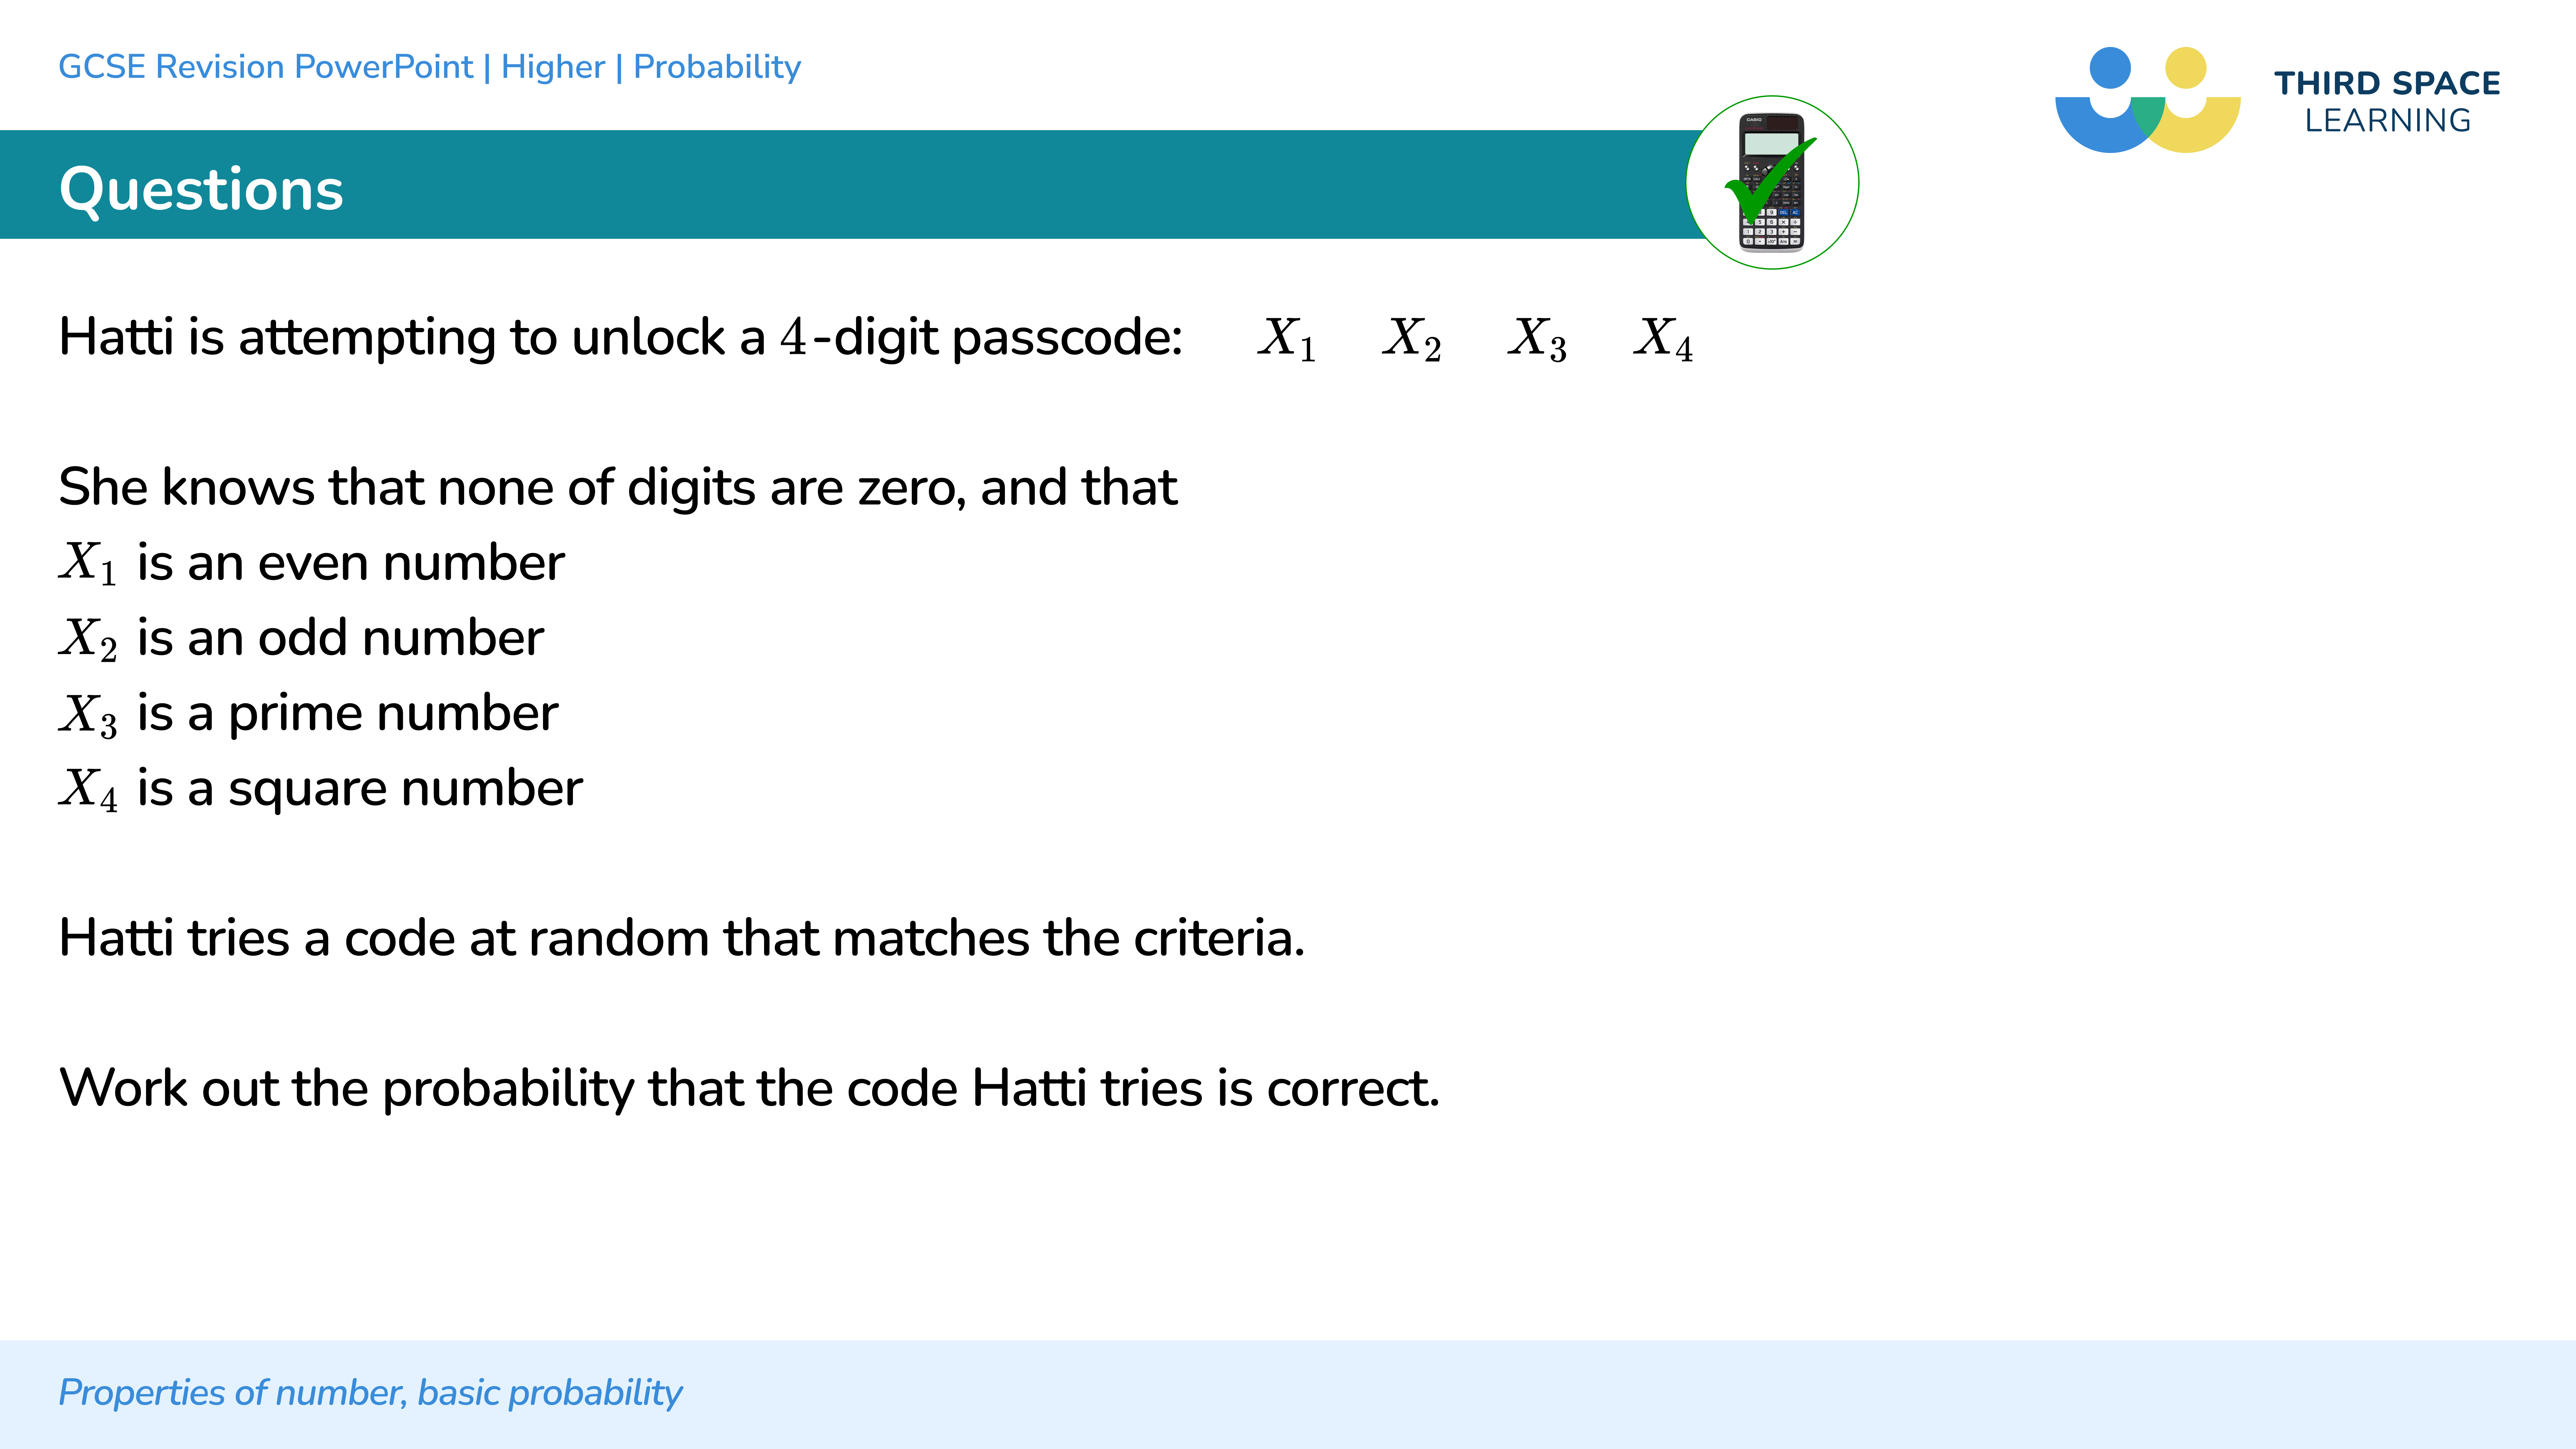 GCSE Revision PowerPoint | Higher | Probability
THIRD SPACE
LEARNING
Questions
CASIO
Hatti is attempting to unlock a 4-digit passcode: X₁ X₂ X₃ X₄
She knows that none of digits are zero, and that
X₁ is an even number
X₂ is an odd number
X₃ is a prime number
X₄ is a square number
Hatti tries a code at random that matches the criteria.
Work out the probability that the code Hatti tries is correct.
Properties of number, basic probability